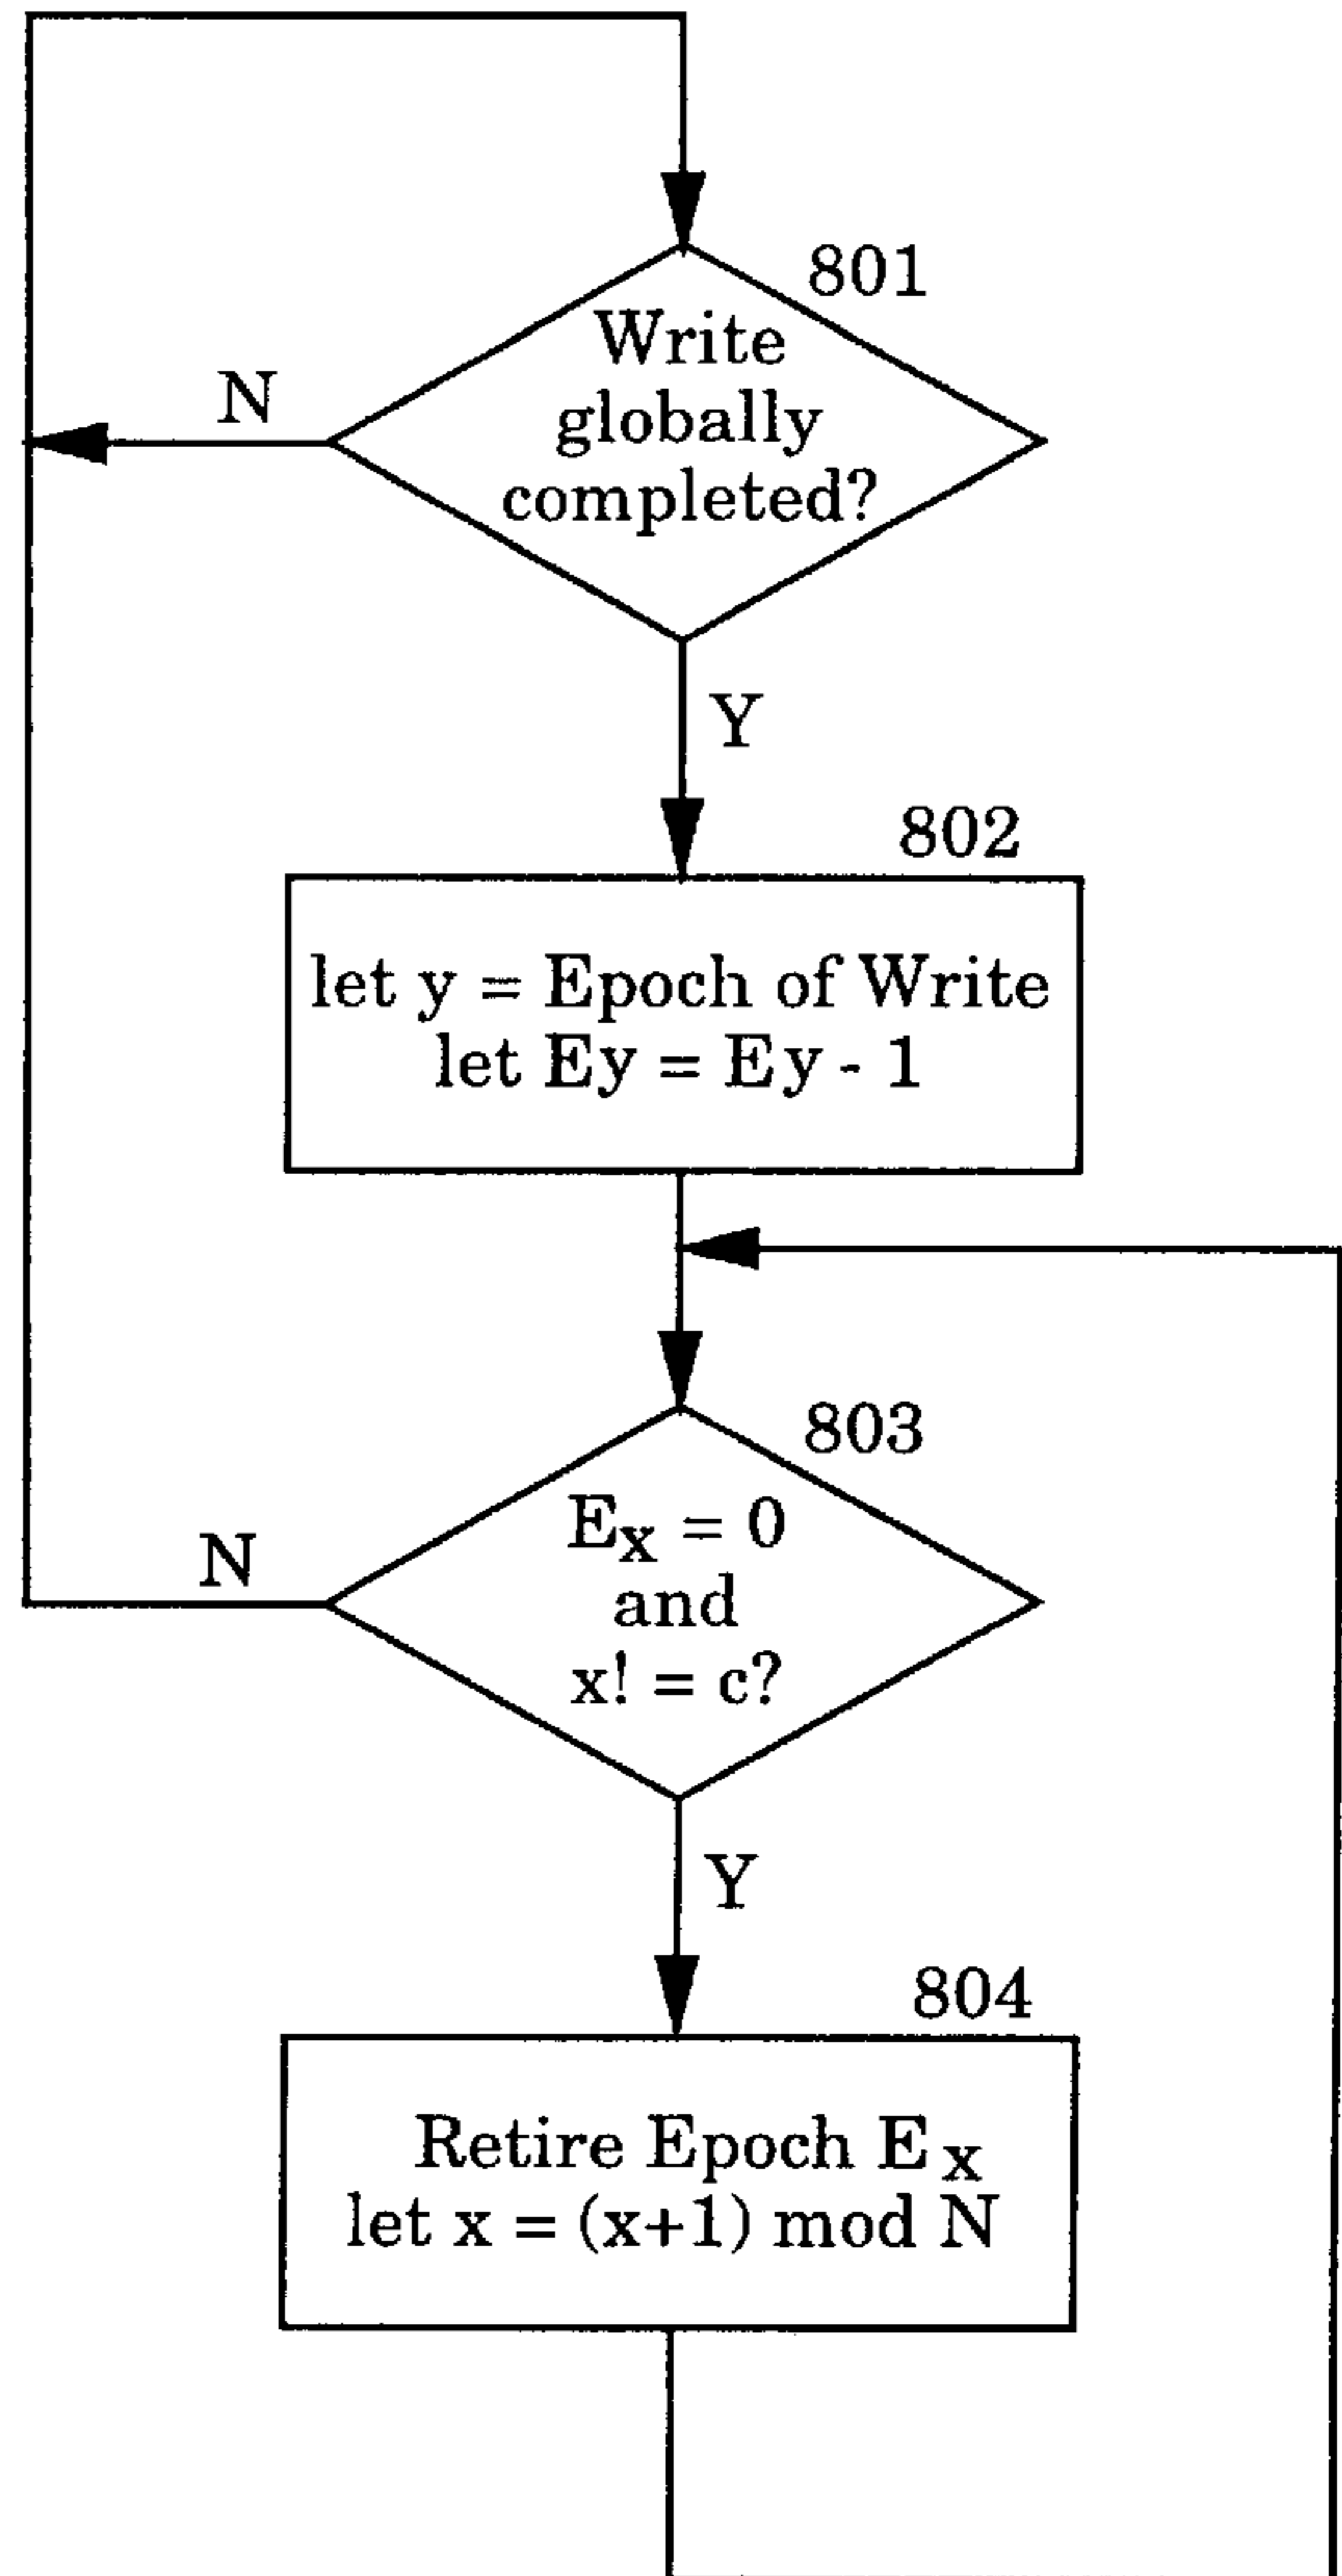 801
Write
globally
completed?
N
Y
802
let y = Epoch of Write
let Ey = Ey - 1
803
Ex = 0
and
x! = c?
N
Y
804
Retire Epoch Ex
let x = (x+1) mod N